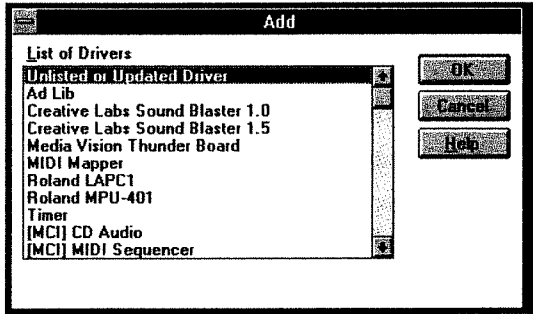 Add
List of Drivers
Unlisted or Updated Driver
Ad Lib
Creative Labs Sound Blaster 1.0
Creative Labs Sound Blaster 1.5
Media Vision Thunder Board
MIDI Mapper
Roland LAPC1
Roland MPU-401
Timer
[MCI] CD Audio
[MCI] MIDI Sequencer
OK
Cancel
Help